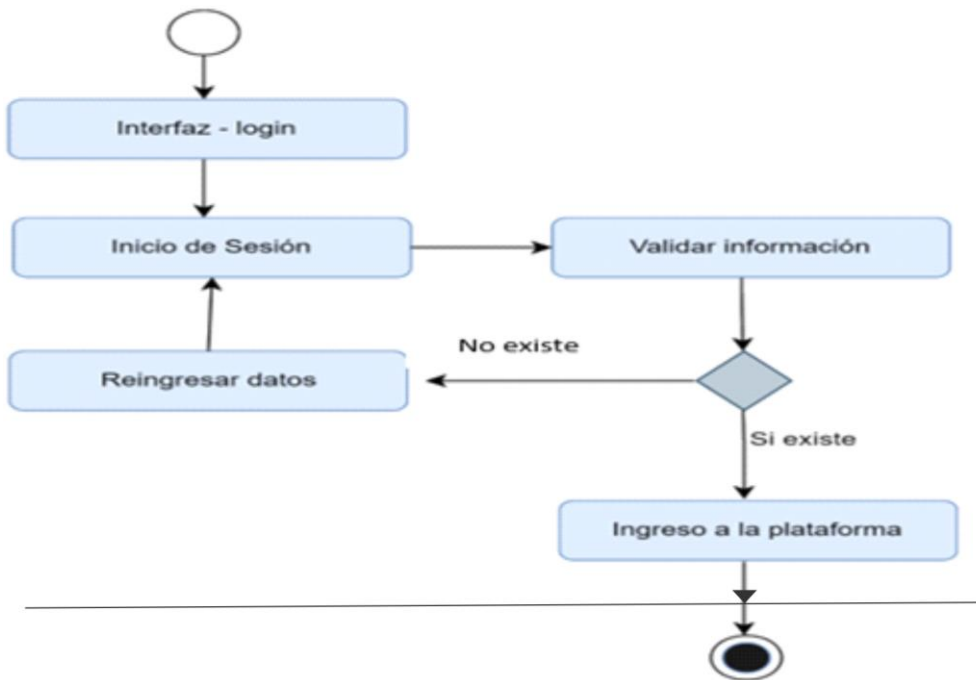 Interfaz - login
Inicio de Sesión
Validar información
No existe
Reingresar datos
Si existe
Ingreso a la plataforma